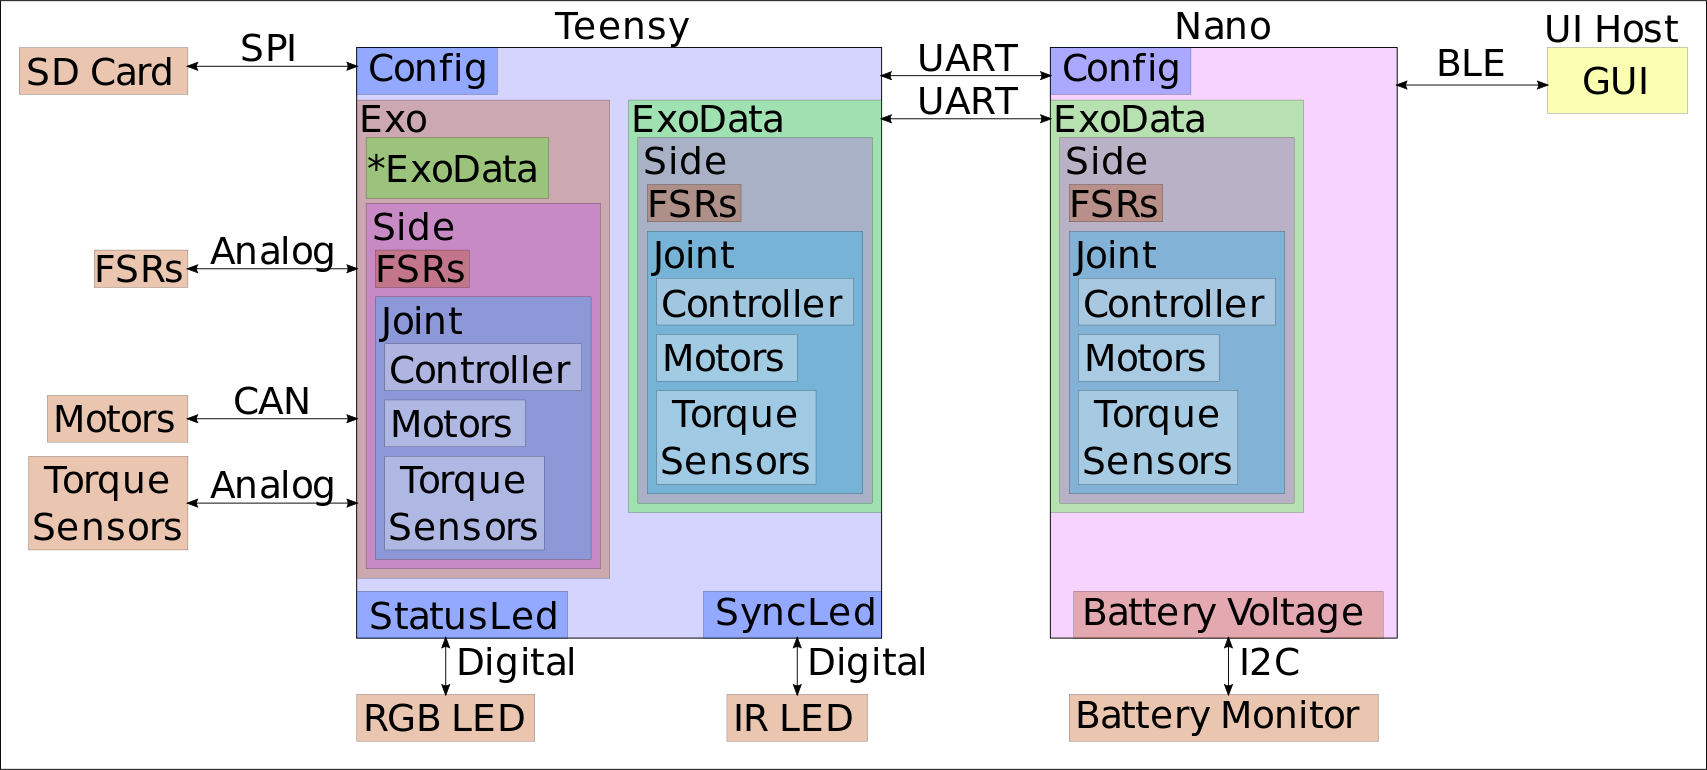 Teensy
Nano
UI Host
SD Card
SPI
Config
UART
Config
BLE
GUI
UART
Exo
*ExoData
Side
FSRs
Joint
Controller
Motors
Torque
Sensors
ExoData
Side
FSRs
Joint
Controller
Motors
Torque
Sensors
ExoData
Side
FSRs
Joint
Controller
Motors
Torque
Sensors
FSRs
Analog
Motors
CAN
Torque
Sensors
Analog
StatusLed
SyncLed
Battery Voltage
Digital
Digital
I2C
RGB LED
IR LED
Battery Monitor